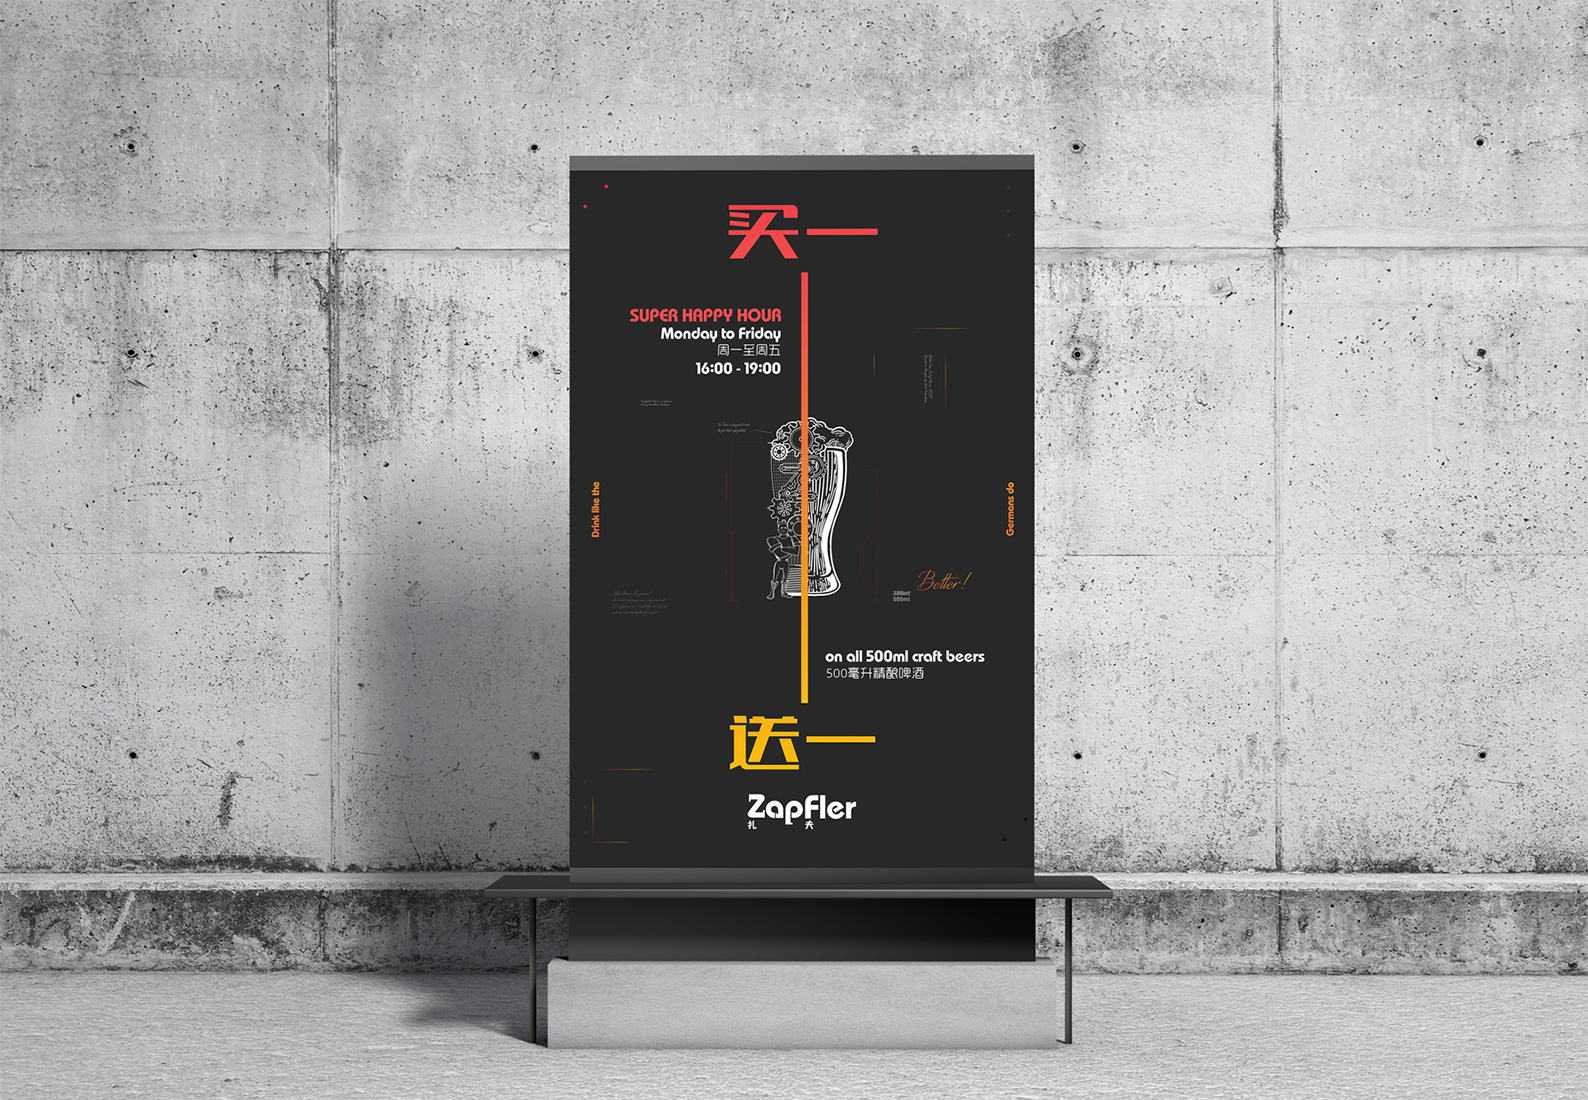 买一
SUPER HAPPY HOUR
Monday to Friday
周一至周五
16:00 - 19:00
Drink like the
Germans do
Better!
300ml
500ml
on all 500ml craft beers
500毫升精酿啤酒
送一
Zapfler
扎 夫